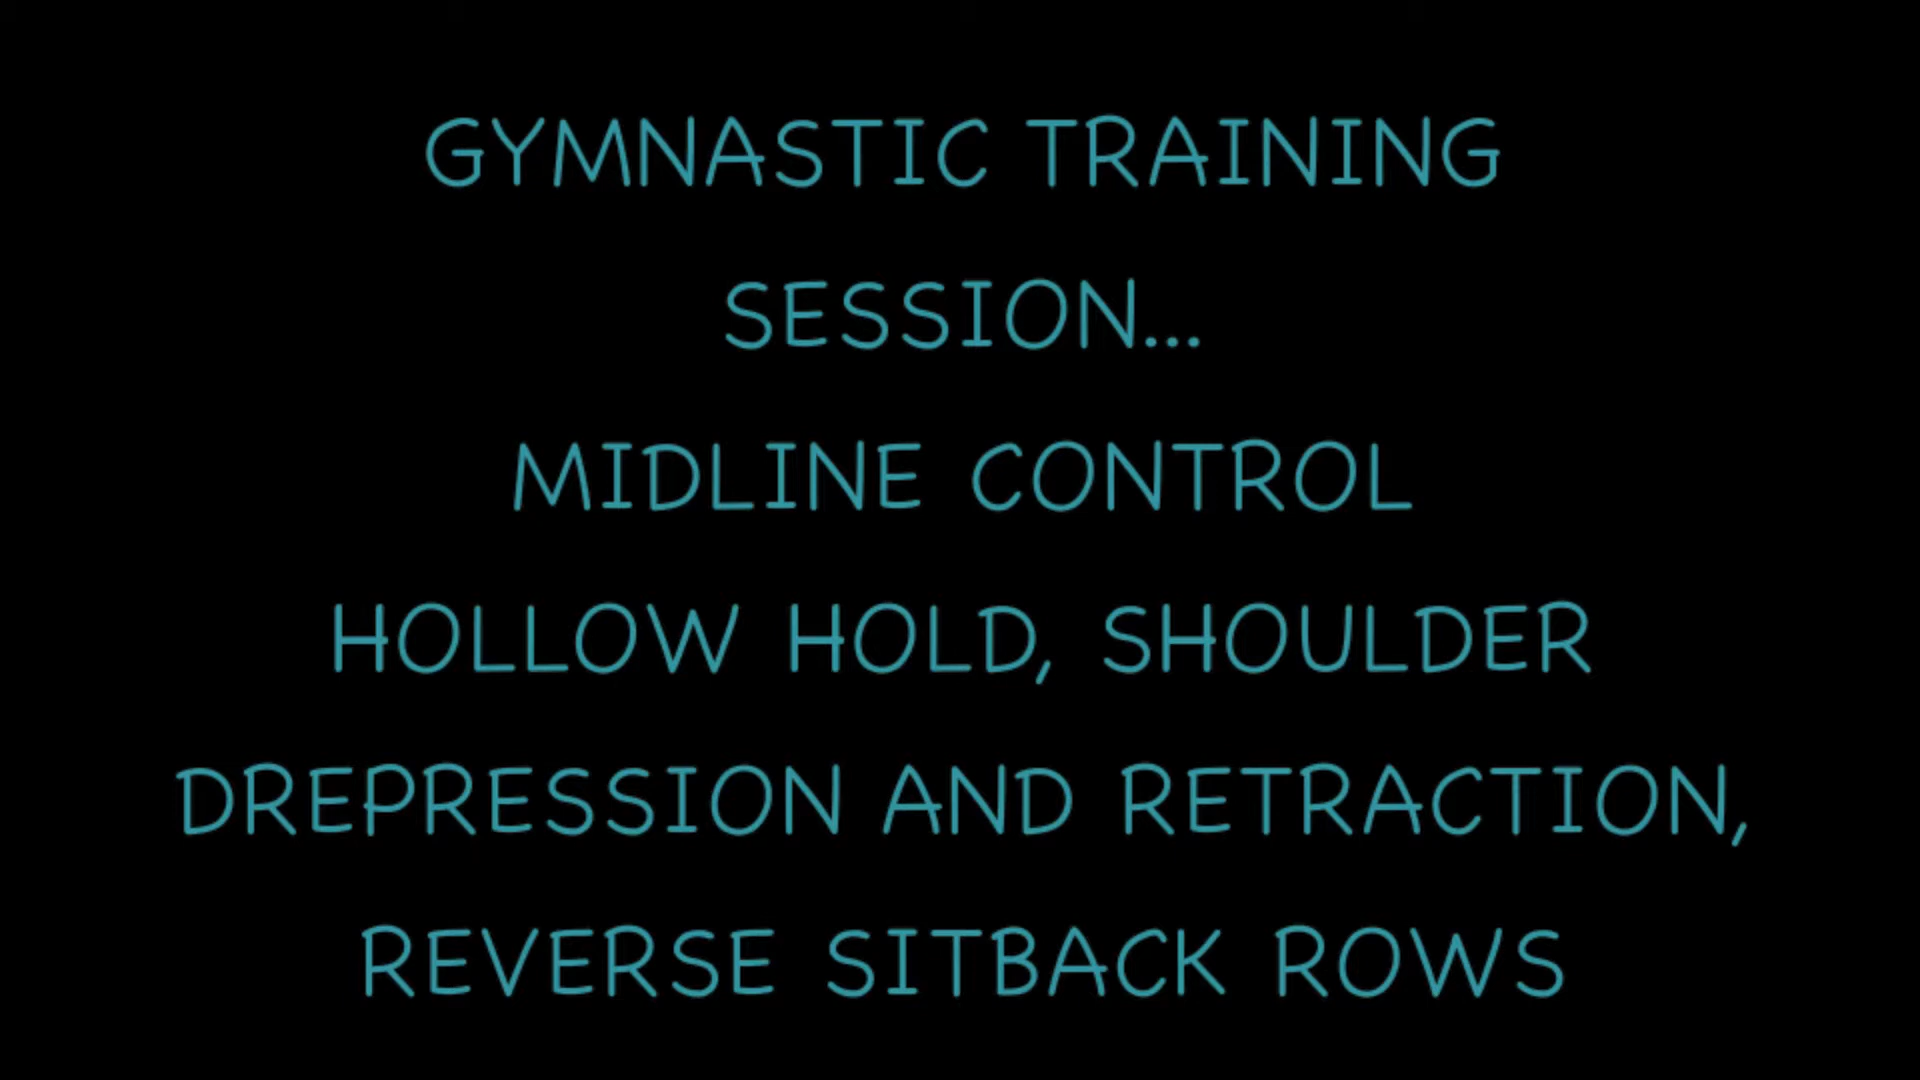 GYMNASTIC TRAINING
SESSION...
MIDLINE CONTROL
HOLLOW HOLD, SHOULDER
DREPRESSION AND RETRACTION,
REVERSE SITBACK ROWS